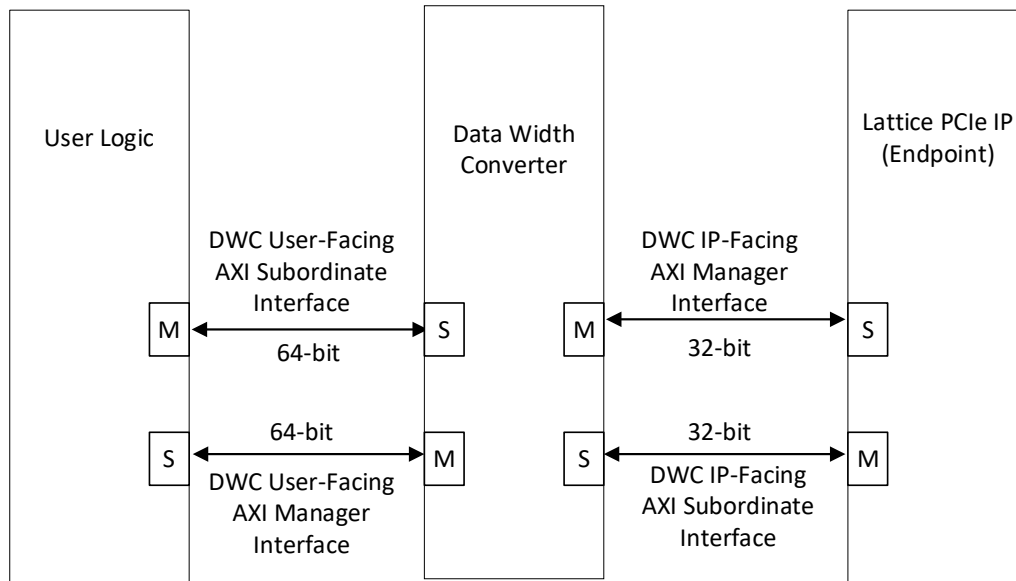 User Logic
Data Width
Converter
Lattice PCIe IP
(Endpoint)
DWC User-Facing
AXI Subordinate
Interface
DWC IP-Facing
AXI Manager
Interface
M
S
M
S
64-bit
32-bit
64-bit
32-bit
S
M
S
M
DWC User-Facing
AXI Manager
Interface
DWC IP-Facing
AXI Subordinate
Interface